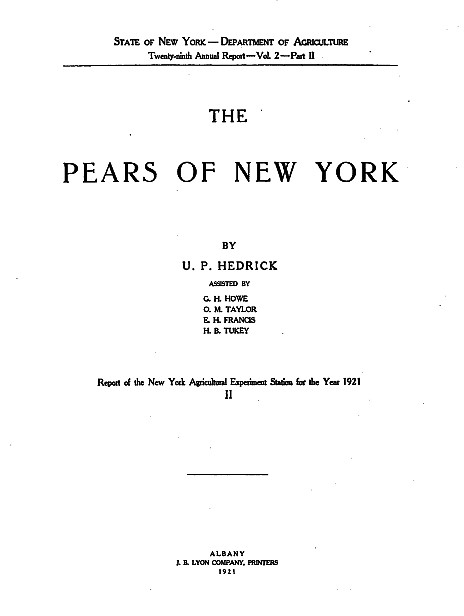 STATE OF NEW YORK — DEPARTMENT OF AGRICULTURE
Twenty-ninth Annual Report—Vol. 2—Part II
THE
PEARS OF NEW YORK
BY
U. P. HEDRICK
ASSISTED BY
G. H. HOWE
O. M. TAYLOR
E. H. FRANCIS
H. B. TUKEY
Report of the New York Agricultural Experiment Station for the Year 1921
II
ALBANY
J. B. LYON COMPANY, PRINTERS
1921